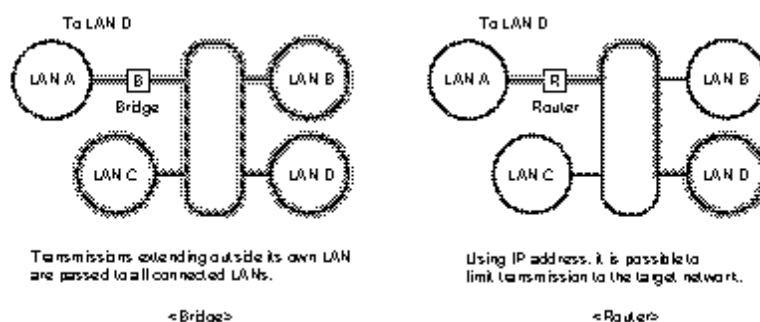 To LAN D
LAN A
B
Bridge
LAN B
LAN C
LAN D
Transmissions extending outside its own LAN
are passed to all connected LANs.
<Bridge>
To LAN D
LAN A
R
Router
LAN B
LAN C
LAN D
Using IP address, it is possible to
limit transmission to the target network.
<Router>